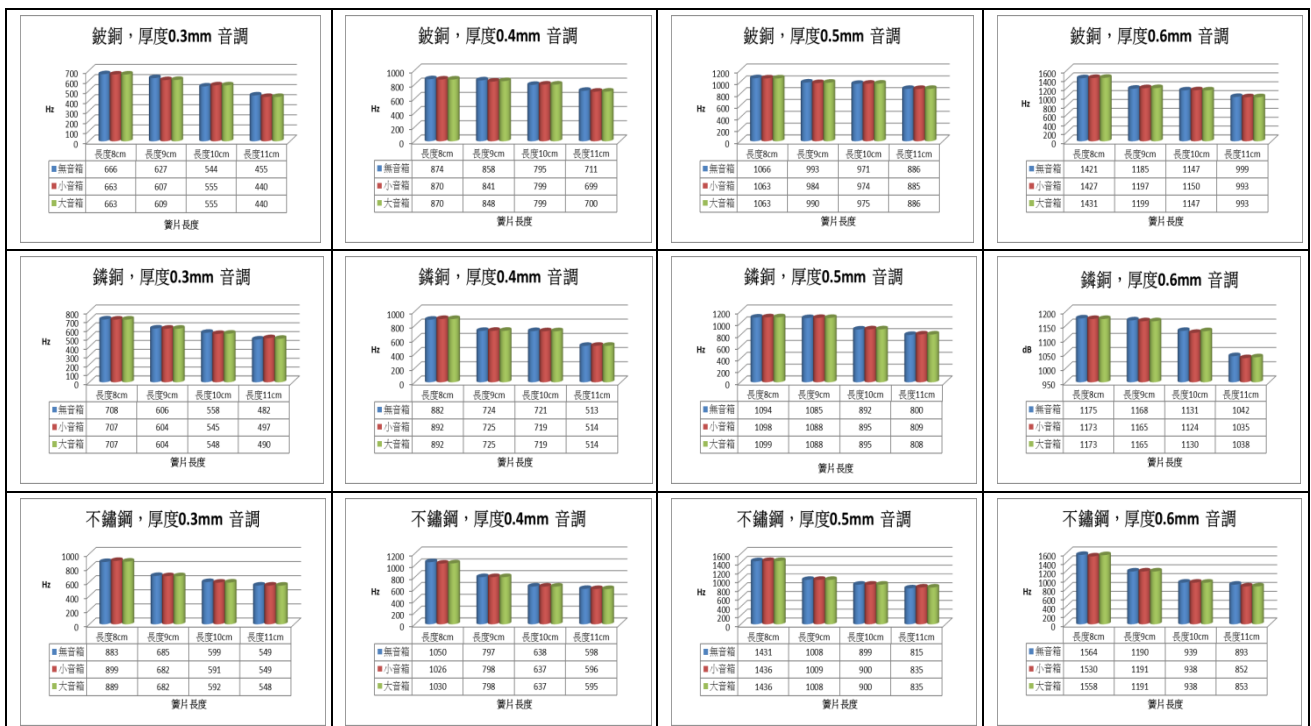 鈹銅，厚度0.3mm 音調
Hz
700
600
500
400
300
200
100
0
長度8cm 長度9cm 長度10cm 長度11cm
無音箱 666 627 544 455
小音箱 663 607 555 440
大音箱 663 609 555 440
簧片長度
鈹銅，厚度0.4mm 音調
Hz
1000
800
600
400
200
0
長度8cm 長度9cm 長度10cm 長度11cm
無音箱 874 858 795 711
小音箱 870 841 799 699
大音箱 870 848 799 700
簧片長度
鈹銅，厚度0.5mm 音調
Hz
1200
1000
800
600
400
200
0
長度8cm 長度9cm 長度10cm 長度11cm
無音箱 1066 993 971 886
小音箱 1063 984 974 885
大音箱 1063 990 975 886
簧片長度
鈹銅，厚度0.6mm 音調
Hz
1600
1400
1200
1000
800
600
400
200
0
長度8cm 長度9cm 長度10cm 長度11cm
無音箱 1421 1185 1147 999
小音箱 1427 1197 1150 993
大音箱 1431 1199 1147 993
簧片長度
鏻銅，厚度0.3mm 音調
Hz
800
700
600
500
400
300
200
100
0
長度8cm 長度9cm 長度10cm 長度11cm
無音箱 708 606 558 482
小音箱 707 604 545 497
大音箱 707 604 548 490
簧片長度
鏻銅，厚度0.4mm 音調
Hz
1000
800
600
400
200
0
長度8cm 長度9cm 長度10cm 長度11cm
無音箱 882 724 721 513
小音箱 892 725 719 514
大音箱 892 725 719 514
簧片長度
鏻銅，厚度0.5mm 音調
Hz
1200
1000
800
600
400
200
0
長度8cm 長度9cm 長度10cm 長度11cm
無音箱 1094 1085 892 800
小音箱 1098 1088 895 809
大音箱 1099 1088 895 808
簧片長度
鏻銅，厚度0.6mm 音調
dB
1200
1150
1100
1050
1000
950
長度8cm 長度9cm 長度10cm 長度11cm
無音箱 1175 1168 1131 1042
小音箱 1173 1165 1124 1035
大音箱 1173 1165 1130 1038
簧片長度
不鏽鋼，厚度0.3mm 音調
Hz
1000
800
600
400
200
0
長度8cm 長度9cm 長度10cm 長度11cm
無音箱 883 685 599 549
小音箱 899 682 591 549
大音箱 889 682 592 548
簧片長度
不鏽鋼，厚度0.4mm 音調
Hz
1200
1000
800
600
400
200
0
長度8cm 長度9cm 長度10cm 長度11cm
無音箱 1050 797 638 598
小音箱 1026 798 637 596
大音箱 1030 798 637 595
簧片長度
不鏽鋼，厚度0.5mm 音調
Hz
1600
1400
1200
1000
800
600
400
200
0
長度8cm 長度9cm 長度10cm 長度11cm
無音箱 1431 1008 899 815
小音箱 1436 1009 900 835
大音箱 1436 1008 900 835
簧片長度
不鏽鋼，厚度0.6mm 音調
Hz
1600
1400
1200
1000
800
600
400
200
0
長度8cm 長度9cm 長度10cm 長度11cm
無音箱 1564 1190 939 893
小音箱 1530 1191 938 852
大音箱 1558 1191 938 853
簧片長度